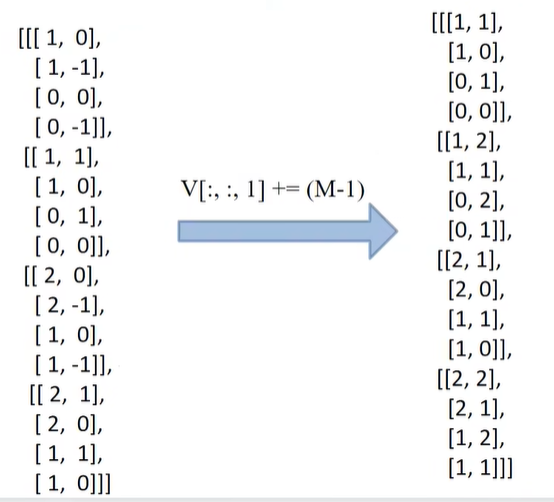 [[[ 1,  0],
[ 1, -1],
[ 0,  0],
[ 0, -1]],
[[ 1,  1],
[ 1,  0],
[ 0,  1],
[ 0,  0]],
[[ 2,  0],
[ 2, -1],
[ 1,  0],
[ 1, -1]],
[[ 2,  1],
[ 2,  0],
[ 1,  1],
[ 1,  0]]]
V[:, :, 1] += (M-1)
[[[1, 1],
[1, 0],
[0, 1],
[0, 0]],
[[1, 2],
[1, 1],
[0, 2],
[0, 1]],
[[2, 1],
[2, 0],
[1, 1],
[1, 0]],
[[2, 2],
[2, 1],
[1, 2],
[1, 1]]]